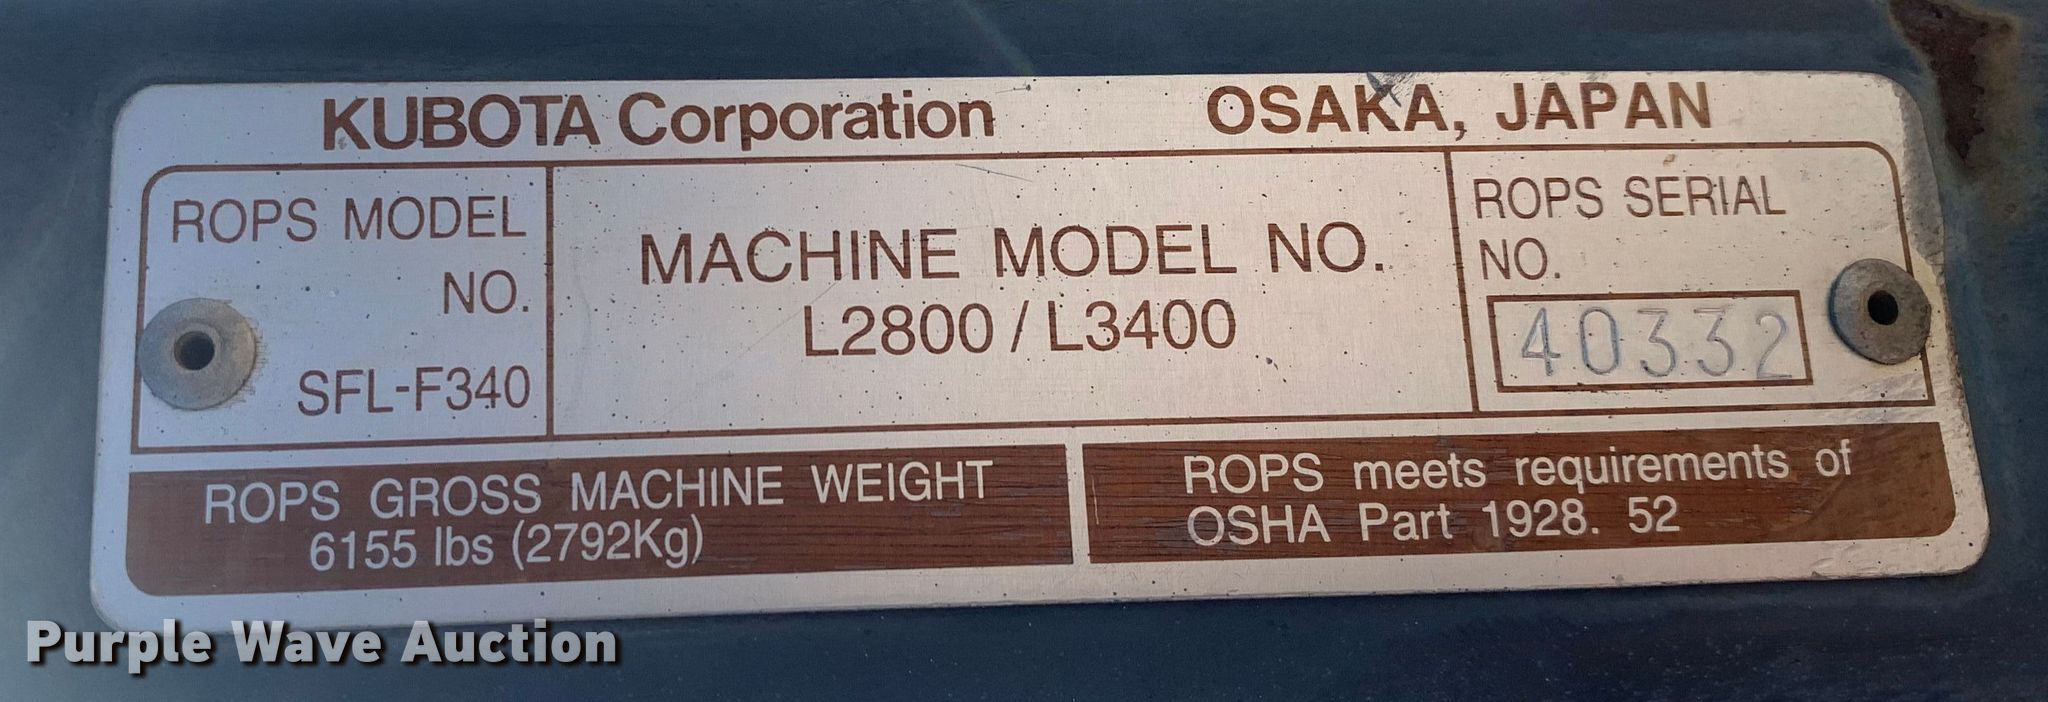 KUBOTA Corporation OSAKA, JAPAN
ROPS MODEL
NO.
SFL-F340
MACHINE MODEL NO.
L2800 / L3400
ROPS SERIAL
NO.
40332
ROPS GROSS MACHINE WEIGHT
6155 lbs (2792Kg)
ROPS meets requirements of
OSHA Part 1928. 52
Purple Wave Auction